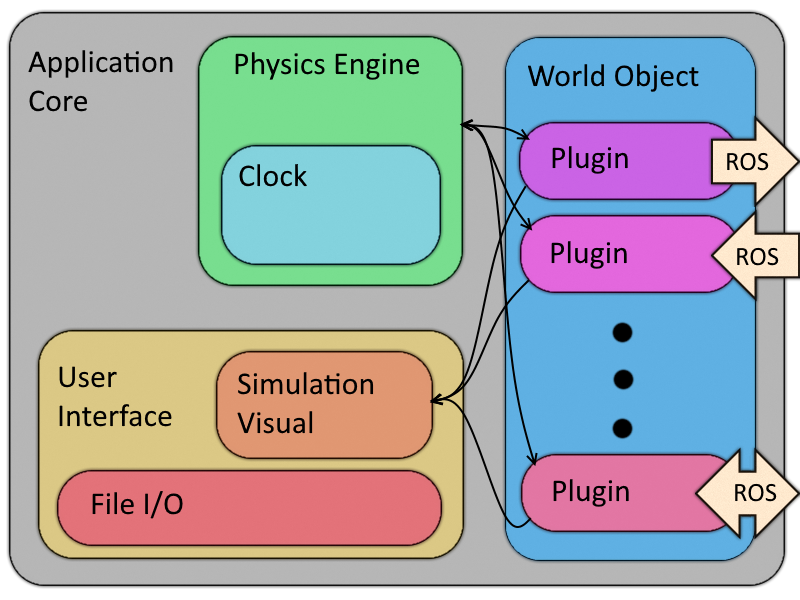 Application
Core
Physics Engine
Clock
World Object
Plugin
ROS
Plugin
ROS
Plugin
ROS
User
Interface
Simulation
Visual
File I/O